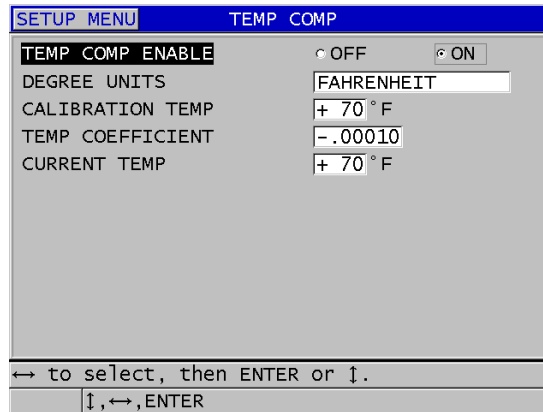 SETUP MENU TEMP COMP
TEMP COMP ENABLE OFF ON
DEGREE UNITS FAHRENHEIT
CALIBRATION TEMP + 70 °F
TEMP COEFFICIENT -.00010
CURRENT TEMP + 70 °F
↔ to select, then ENTER or ↕.
↕,↔,ENTER